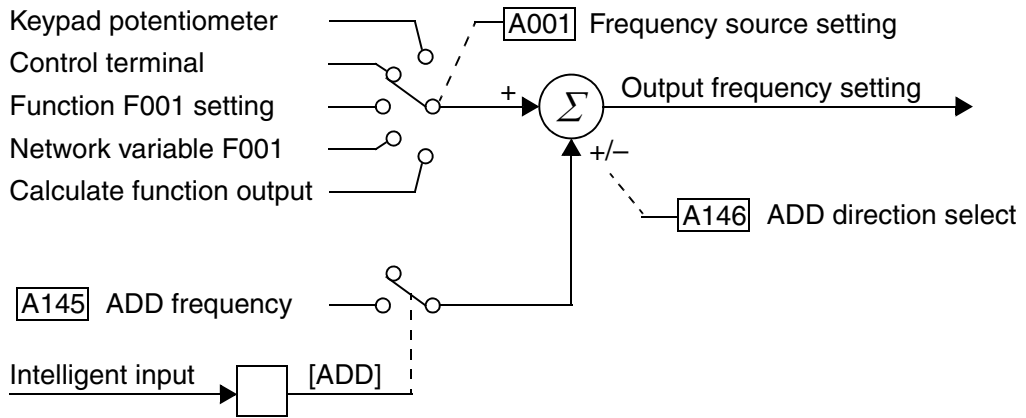 Keypad potentiometer
A001 Frequency source setting
Control terminal
Function F001 setting
+
Σ
Output frequency setting
Network variable F001
+/−
Calculate function output
A146 ADD direction select
A145 ADD frequency
Intelligent input
[ADD]